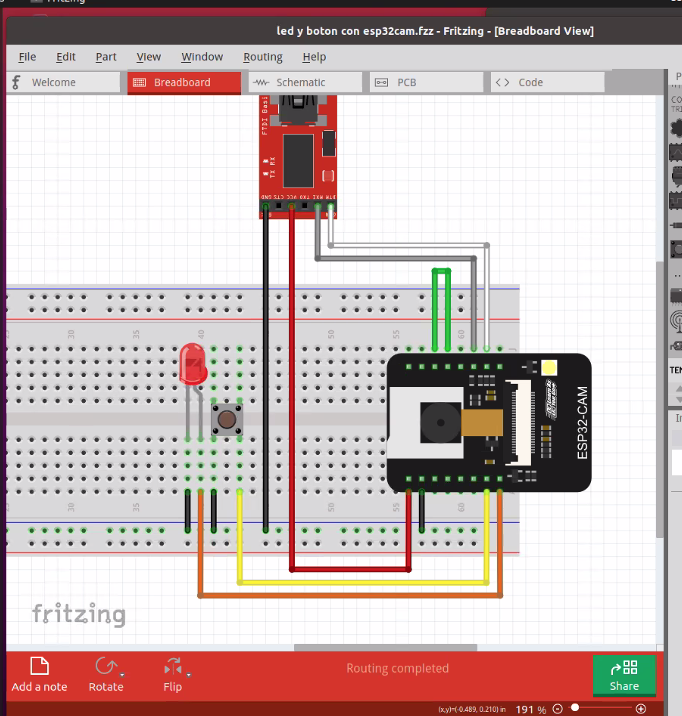 Fritzing
led y boton con esp32cam.fzz - Fritzing - [Breadboard View]
File Edit Part View Window Routing Help
f Welcome Breadboard Schematic PCB <> Code
FTDI Basic
TX RX
GND CTS VCC TXO RXI DTR
30 35 40 50 55 60
ESP32-CAM
30 35 50 55 60
fritzing
Add a note Rotate Flip Routing completed Share
(x,y)=(-0.489, 0.210) in 191 %